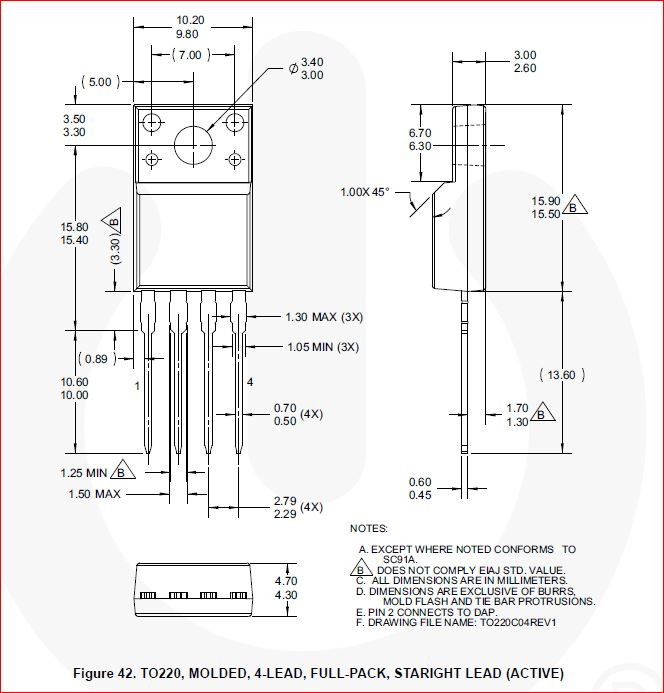 10.20
9.80
(7.00)
(5.00)
ø 3.40
3.00
3.00
2.60
3.50
3.30
6.70
6.30
1.00X 45°
15.90
15.50
B
15.80
15.40
B
(3.30)
1.30 MAX (3X)
1.05 MIN (3X)
(0.89)
10.60
10.00
1
4
(13.60)
0.70
0.50
(4X)
1.70
1.30
B
1.25 MIN
B
1.50 MAX
2.79
2.29
(4X)
0.60
0.45
NOTES:
A. EXCEPT WHERE NOTED CONFORMS TO
SC91A.
B DOES NOT COMPLY EIAJ STD. VALUE.
C. ALL DIMENSIONS ARE IN MILLIMETERS.
D. DIMENSIONS ARE EXCLUSIVE OF BURRS,
MOLD FLASH AND TIE BAR PROTRUSIONS.
E. PIN 2 CONNECTS TO DAP.
F. DRAWING FILE NAME: TO220C04REV1
4.70
4.30
Figure 42. TO220, MOLDED, 4-LEAD, FULL-PACK, STARIGHT LEAD (ACTIVE)